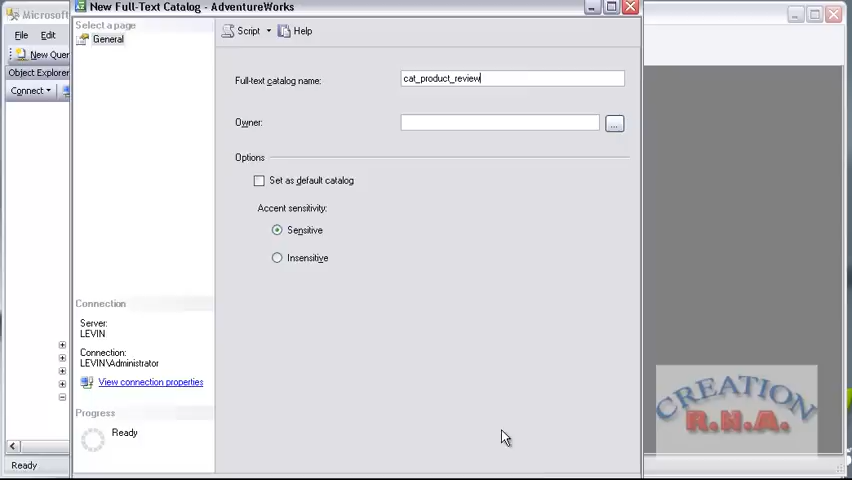 New Full-Text Catalog - AdventureWorks
Microsoft
File Edit
New Quer
Object Explorer
Connect
Select a page
General
Script Help
Full-text catalog name: cat_product_review
Owner: ...
Options
Set as default catalog
Accent sensitivity:
Sensitive
Insensitive
Connection
Server:
LEVIN
Connection:
LEVIN\Administrator
View connection properties
Progress
Ready
Ready
CREATION
R.N.A.